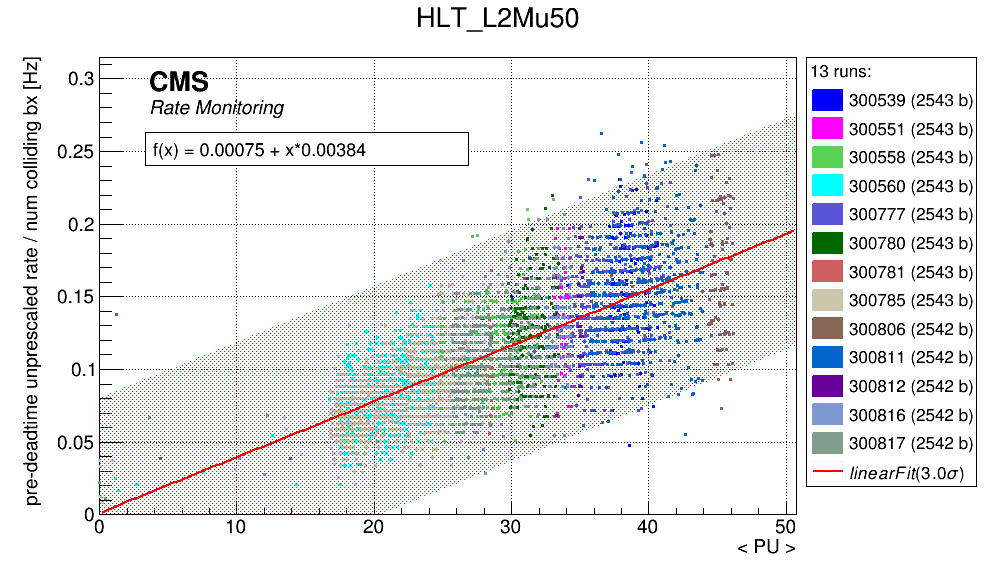 HLT_L2Mu50
pre-deadtime unprescaled rate / num colliding bx [Hz]
0.3
0.25
0.2
0.15
0.1
0.05
0
CMS
Rate Monitoring
f(x) = 0.00075 + x*0.00384
0 10 20 30 40 50
< PU >
13 runs:
300539 (2543 b)
300551 (2543 b)
300558 (2543 b)
300560 (2543 b)
300777 (2543 b)
300780 (2543 b)
300781 (2543 b)
300785 (2543 b)
300806 (2542 b)
300811 (2542 b)
300812 (2542 b)
300816 (2542 b)
300817 (2542 b)
linearFit(3.0σ)